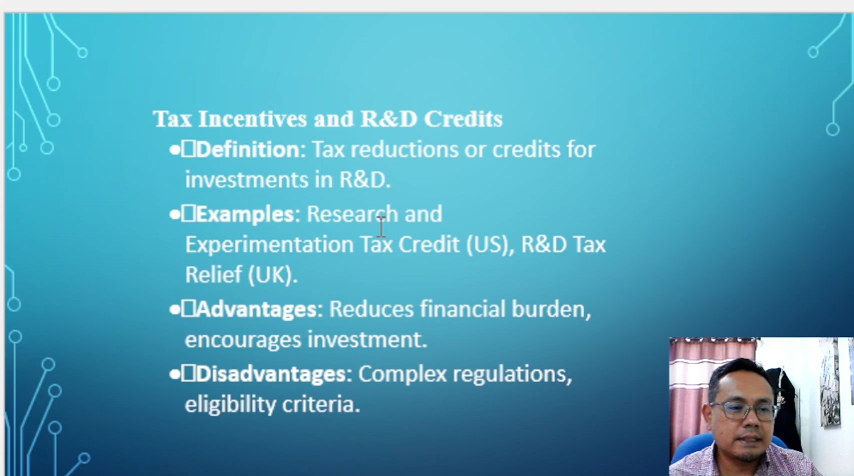 Tax Incentives and R&D Credits
•□Definition: Tax reductions or credits for
investments in R&D.
•□Examples: Research and
Experimentation Tax Credit (US), R&D Tax
Relief (UK).
•□Advantages: Reduces financial burden,
encourages investment.
•□Disadvantages: Complex regulations,
eligibility criteria.